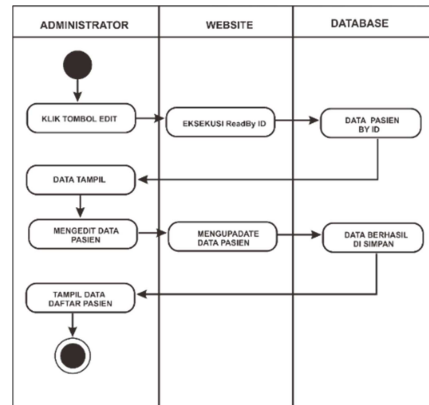 ADMINISTRATOR
WEBSITE
DATABASE
KLIK TOMBOL EDIT
EKSEKUSI ReadBy ID
DATA PASIEN
BY ID
DATA TAMPIL
MENGEDIT DATA
PASIEN
MENGUPADATE
DATA PASIEN
DATA BERHASIL
DI SIMPAN
TAMPIL DATA
DAFTAR PASIEN